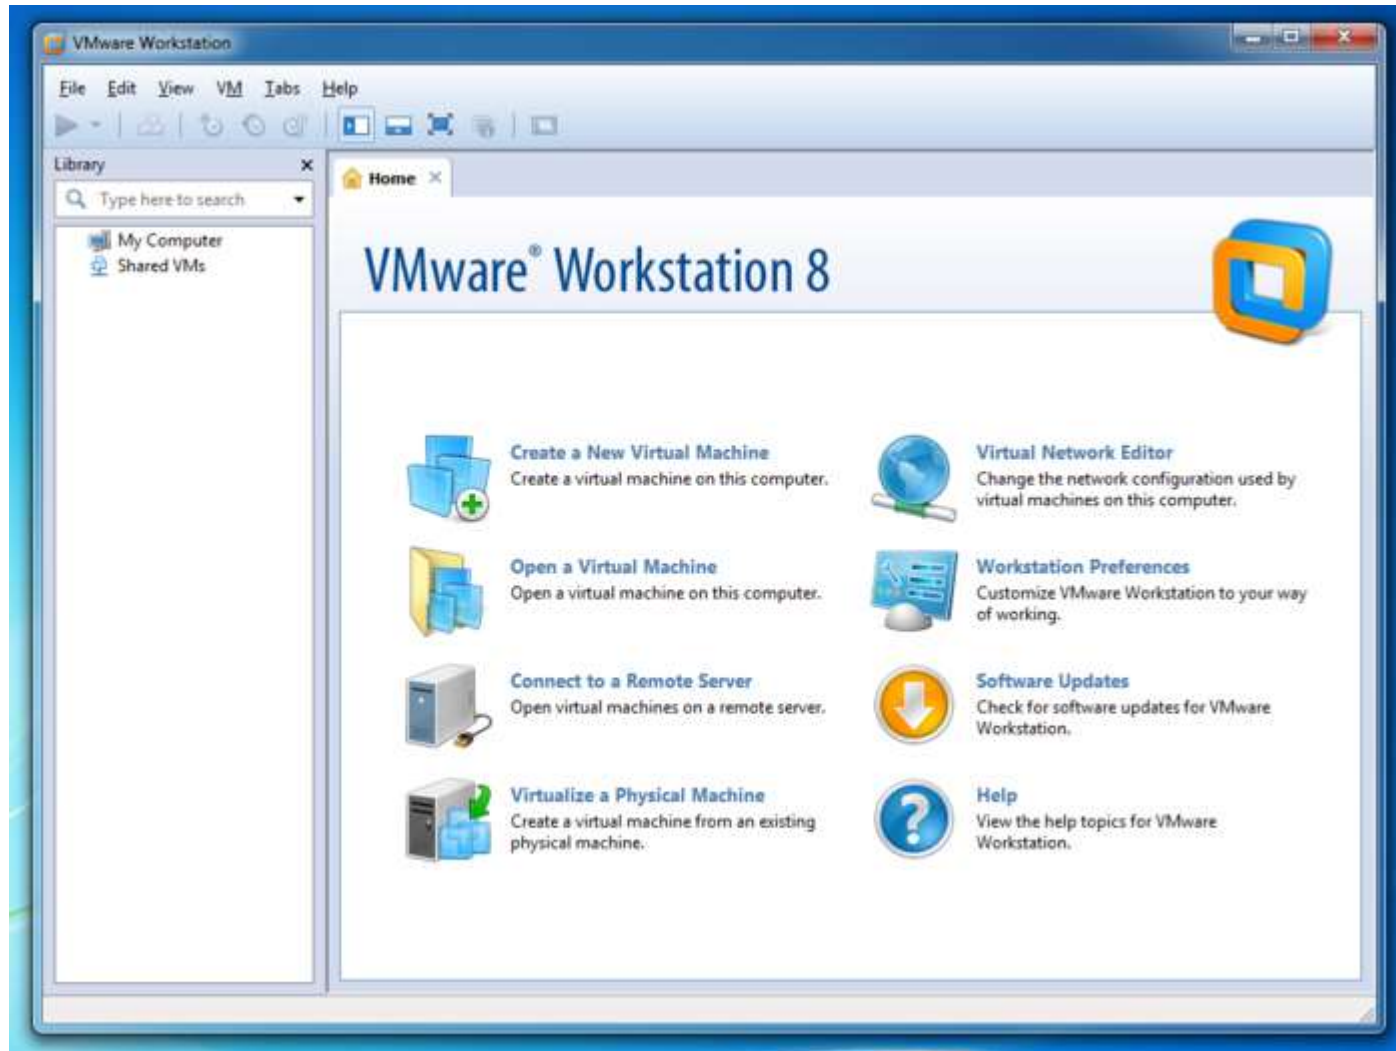 VMware Workstation
File Edit View VM Tabs Help
Library
Home
Type here to search
My Computer
Shared VMs
VMware® Workstation 8
Create a New Virtual Machine
Create a virtual machine on this computer.
Open a Virtual Machine
Open a virtual machine on this computer.
Connect to a Remote Server
Open virtual machines on a remote server.
Virtualize a Physical Machine
Create a virtual machine from an existing
physical machine.
Virtual Network Editor
Change the network configuration used by
virtual machines on this computer.
Workstation Preferences
Customize VMware Workstation to your way
of working.
Software Updates
Check for software updates for VMware
Workstation.
Help
View the help topics for VMware
Workstation.